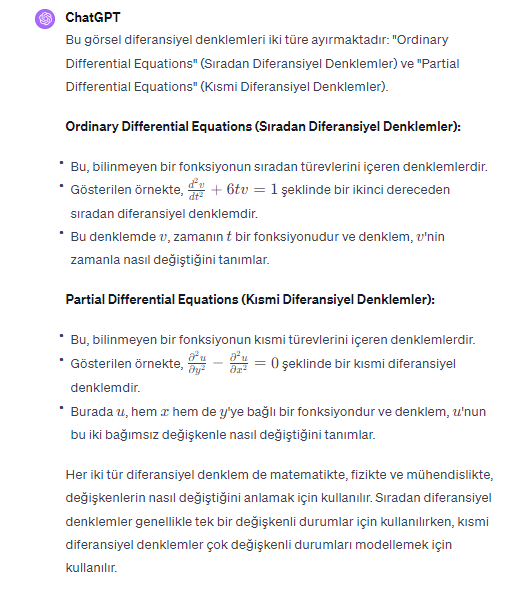 ChatGPT
Bu görsel diferansiyel denklemleri iki türe ayırmaktadır: "Ordinary
Differential Equations" (Sıradan Diferansiyel Denklemler) ve "Partial
Differential Equations" (Kısmi Diferansiyel Denklemler).
Ordinary Differential Equations (Sıradan Diferansiyel Denklemler):
• Bu, bilinmeyen bir fonksiyonun sıradan türevlerini içeren denklemlerdir.
• Gösterilen örnekte, d²v/dt² + 6tv = 1 şeklinde bir ikinci dereceden
sıradan diferansiyel denklemdir.
• Bu denklemde v, zamanın t bir fonksiyonudur ve denklem, v'nin
zamanla nasıl değiştiğini tanımlar.
Partial Differential Equations (Kısmi Diferansiyel Denklemler):
• Bu, bilinmeyen bir fonksiyonun kısmi türevlerini içeren denklemlerdir.
• Gösterilen örnekte, ∂²u/∂y² − ∂²u/∂x² = 0 şeklinde bir kısmi diferansiyel
denklemdir.
• Burada u, hem x hem de y'ye bağlı bir fonksiyondur ve denklem, u'nun
bu iki bağımsız değişkenle nasıl değiştiğini tanımlar.
Her iki tür diferansiyel denklem de matematikte, fizikte ve mühendislikte,
değişkenlerin nasıl değiştiğini anlamak için kullanılır. Sıradan diferansiyel
denklemler genellikle tek bir değişkenli durumlar için kullanılırken, kısmi
diferansiyel denklemler çok değişkenli durumları modellemek için
kullanılır.